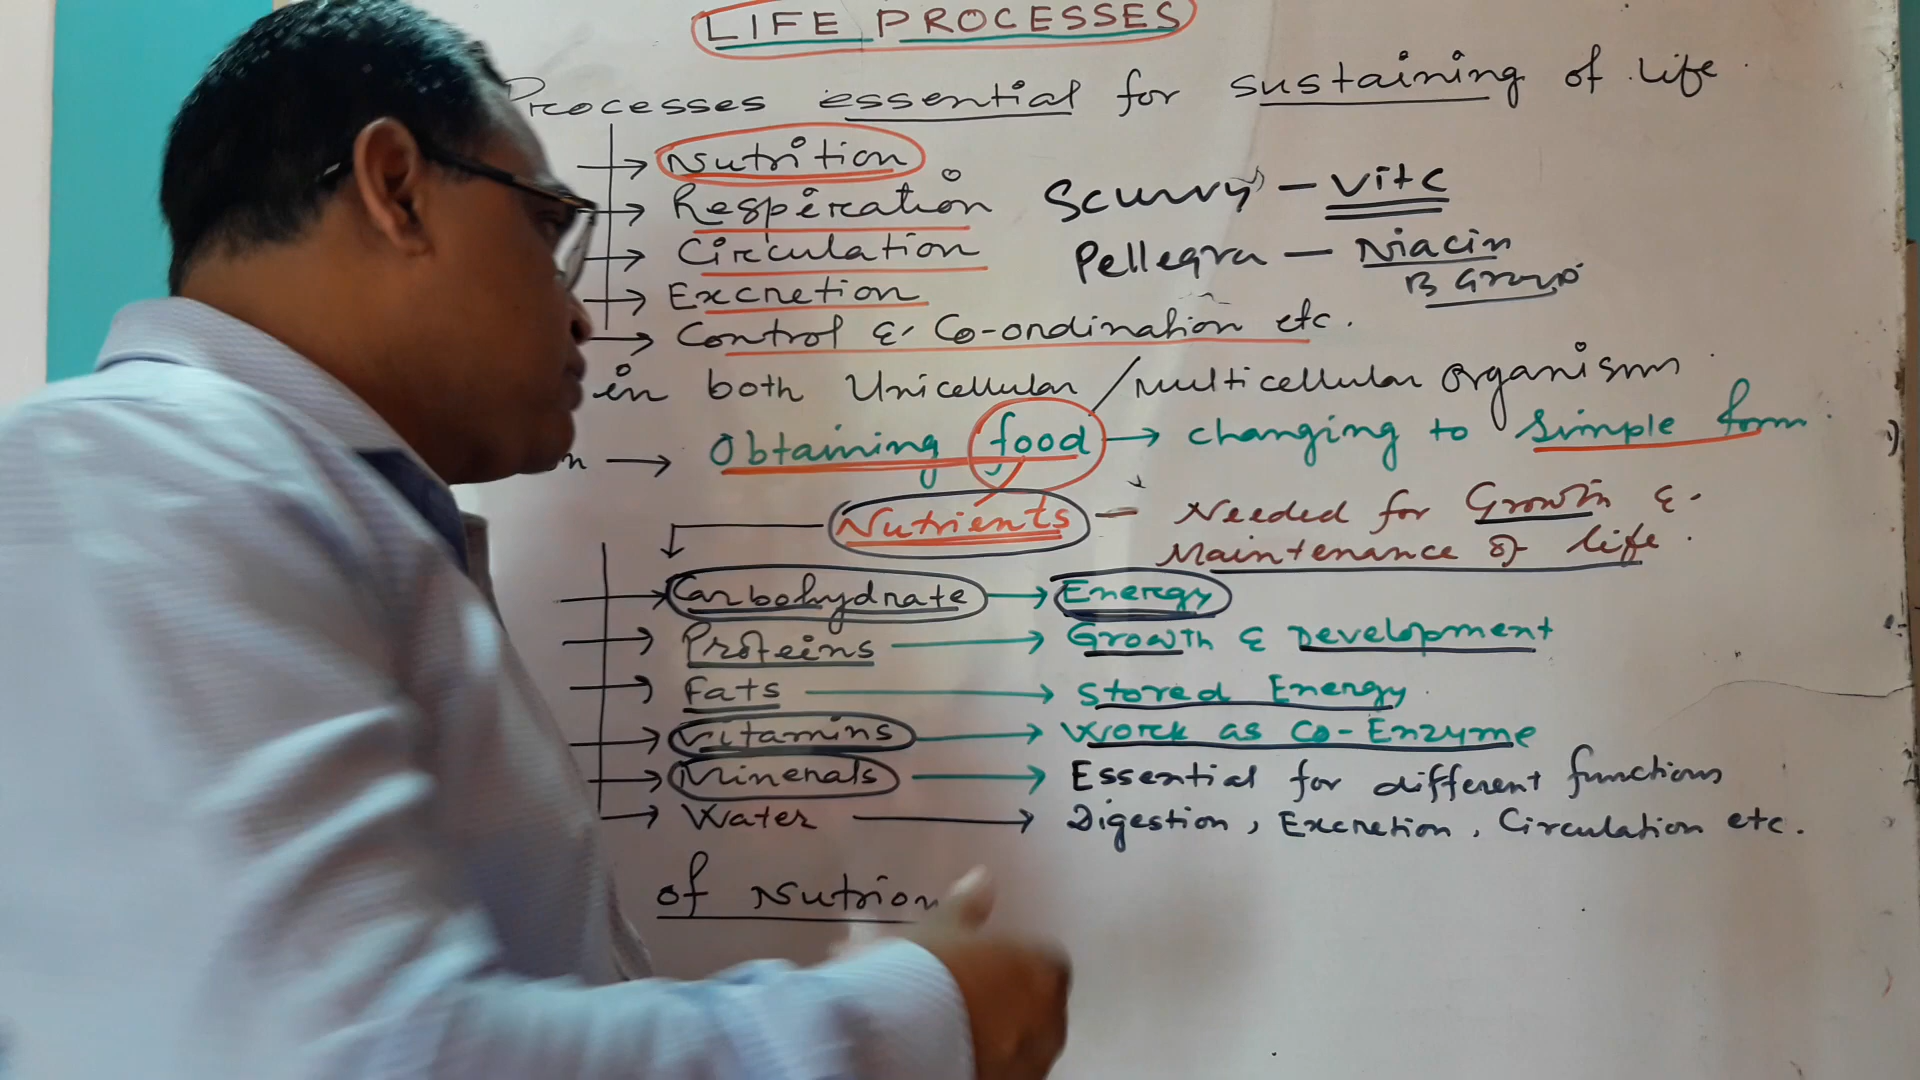 LIFE PROCESSES
Processes essential for sustaining of life
→ Nutrition
→ Respiration
Scurvy - Vit C
→ Circulation
Pellegra - Niacin
B Group
→ Excretion
→ Control & Co-ordination etc.
in both Unicellular / Multicellular Organisms
n → Obtaining food → changing to simple form
Nutrients - Needed for Growth &
Maintenance of life.
→ Carbohydrate → Energy
→ Proteins → Growth & Development
→ Fats → Stored Energy
→ Vitamins → Work as Co-Enzyme
→ Minerals → Essential for different functions
→ Water → Digestion, Excretion, Circulation etc.
of Nutrion